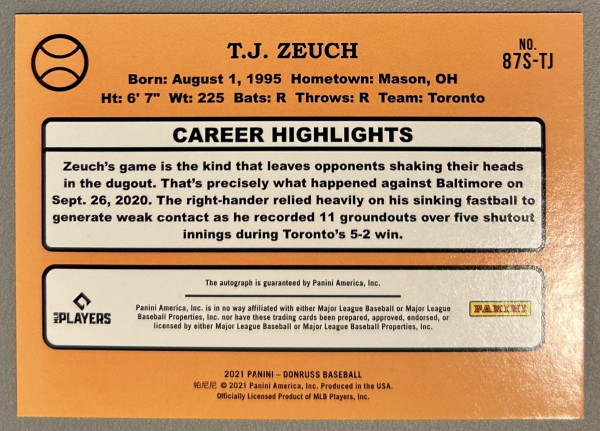 T.J. ZEUCH
NO.
87S-TJ
Born: August 1, 1995 Hometown: Mason, OH
Ht: 6' 7" Wt: 225 Bats: R Throws: R Team: Toronto
CAREER HIGHLIGHTS
Zeuch's game is the kind that leaves opponents shaking their heads
in the dugout. That's precisely what happened against Baltimore on
Sept. 26, 2020. The right-hander relied heavily on his sinking fastball to
generate weak contact as he recorded 11 groundouts over five shutout
innings during Toronto's 5-2 win.
The autograph is guaranteed by Panini America, Inc.
MLB PLAYERS
Panini America, Inc. is in no way affiliated with either Major League Baseball or Major League
Baseball Properties, Inc. nor have these trading cards been prepared, approved, endorsed, or
licensed by either Major League Baseball or Major League Baseball Properties, Inc.
PANINI
2021 PANINI – DONRUSS BASEBALL
帕尼尼 © 2021 Panini America, Inc. Produced in the USA.
Officially Licensed Product of MLB Players, Inc.